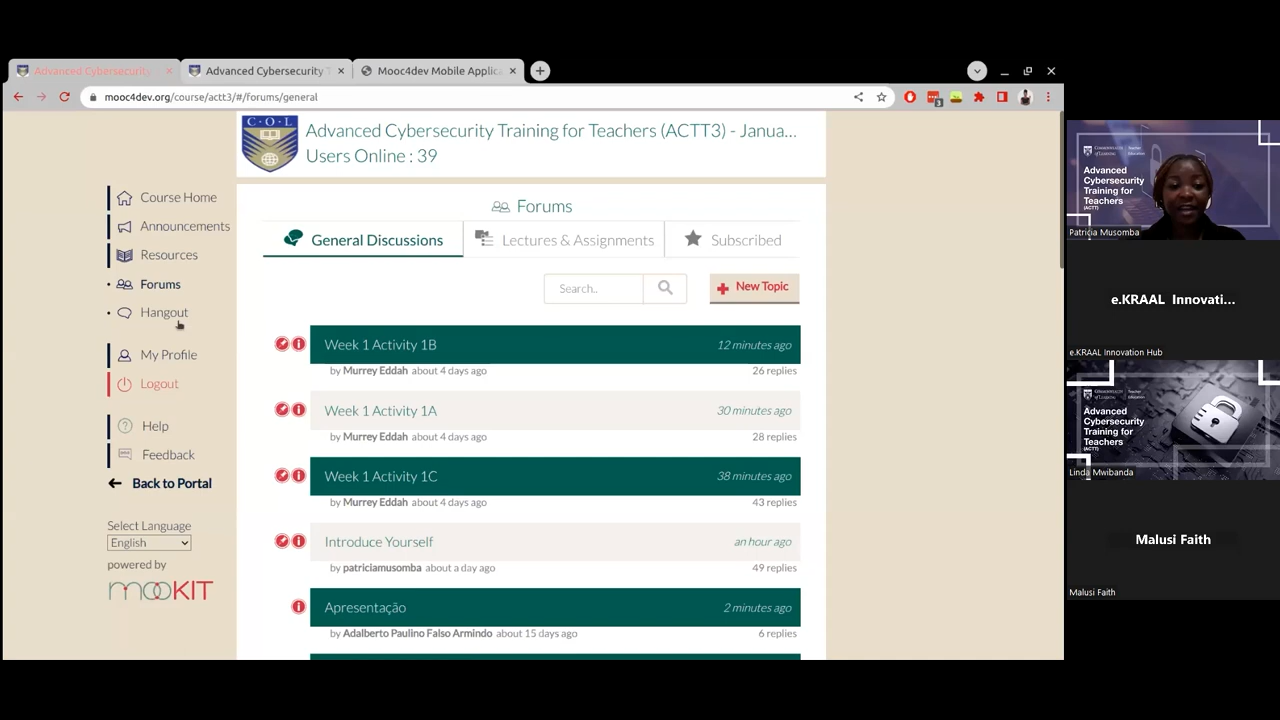 Advanced Cybersecurity
Advanced Cybersecurity T
Mooc4dev Mobile Applic
mooc4dev.org/course/actt3/#/forums/general
3
C.O.L
Advanced Cybersecurity Training for Teachers (ACTT3) - Janua...
Users Online : 39
Course Home
Announcements
Resources
Forums
Hangout
My Profile
Logout
Help
Feedback
Back to Portal
Select Language
English
powered by
mooKIT
Forums
General Discussions
Lectures & Assignments
Subscribed
Search..
New Topic
Week 1 Activity 1B
12 minutes ago
by Murrey Eddah about 4 days ago
26 replies
Week 1 Activity 1A
30 minutes ago
by Murrey Eddah about 4 days ago
28 replies
Week 1 Activity 1C
38 minutes ago
by Murrey Eddah about 4 days ago
43 replies
Introduce Yourself
an hour ago
by patriciamusomba about a day ago
49 replies
Apresentação
2 minutes ago
by Adalberto Paulino Falso Armindo about 15 days ago
6 replies
Advanced
Cybersecurity
Training for
Teachers
(ACTT)
Patricia Musomba
e.KRAAL Innovati...
e.KRAAL Innovation Hub
Advanced
Cybersecurity
Training for
Teachers
(ACTT)
Linda Mwibanda
Malusi Faith
Malusi Faith